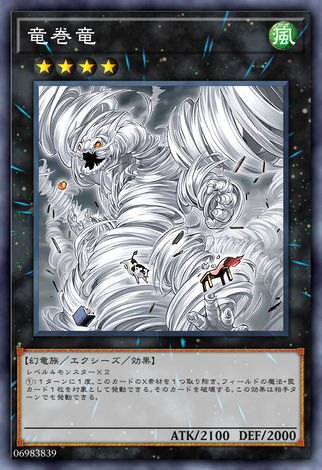 竜巻竜
風
【幻竜族/エクシーズ/効果】
レベル4モンスター×2
①:1ターンに1度、このカードのX素材を1つ取り除き、フィールドの魔法・罠
カード1枚を対象として発動できる。そのカードを破壊する。この効果は相手タ
ーンでも発動できる。
ATK/2100 DEF/2000
06983839